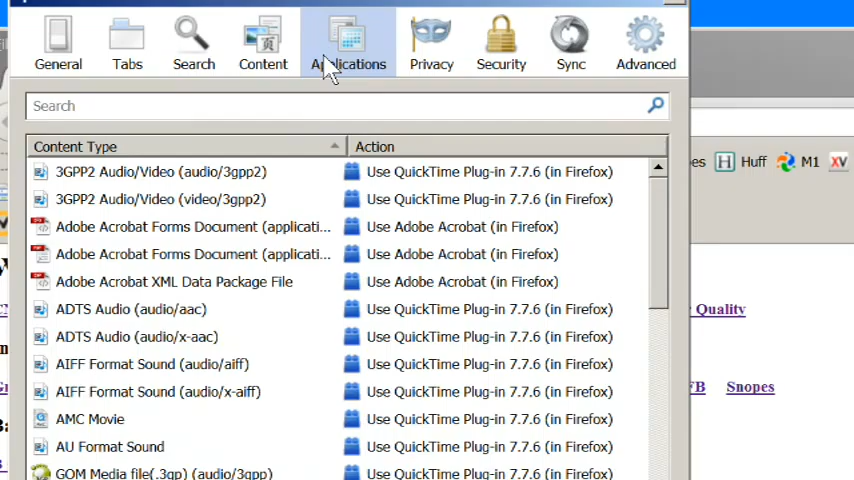 General Tabs Search Content Applications Privacy Security Sync Advanced
Search
Content Type Action
es Huff M1 XV
3GPP2 Audio/Video (audio/3gpp2) Use QuickTime Plug-in 7.7.6 (in Firefox)
3GPP2 Audio/Video (video/3gpp2) Use QuickTime Plug-in 7.7.6 (in Firefox)
Adobe Acrobat Forms Document (applicati... Use Adobe Acrobat (in Firefox)
Adobe Acrobat Forms Document (applicati... Use Adobe Acrobat (in Firefox)
Adobe Acrobat XML Data Package File Use Adobe Acrobat (in Firefox)
ADTS Audio (audio/aac) Use QuickTime Plug-in 7.7.6 (in Firefox)
Quality
ADTS Audio (audio/x-aac) Use QuickTime Plug-in 7.7.6 (in Firefox)
AIFF Format Sound (audio/aiff) Use QuickTime Plug-in 7.7.6 (in Firefox)
AIFF Format Sound (audio/x-aiff) Use QuickTime Plug-in 7.7.6 (in Firefox)
FB Snopes
AMC Movie Use QuickTime Plug-in 7.7.6 (in Firefox)
AU Format Sound Use QuickTime Plug-in 7.7.6 (in Firefox)
GOM Media file(.3gp) (audio/3gpp) Use QuickTime Plug-in 7.7.6 (in Firefox)